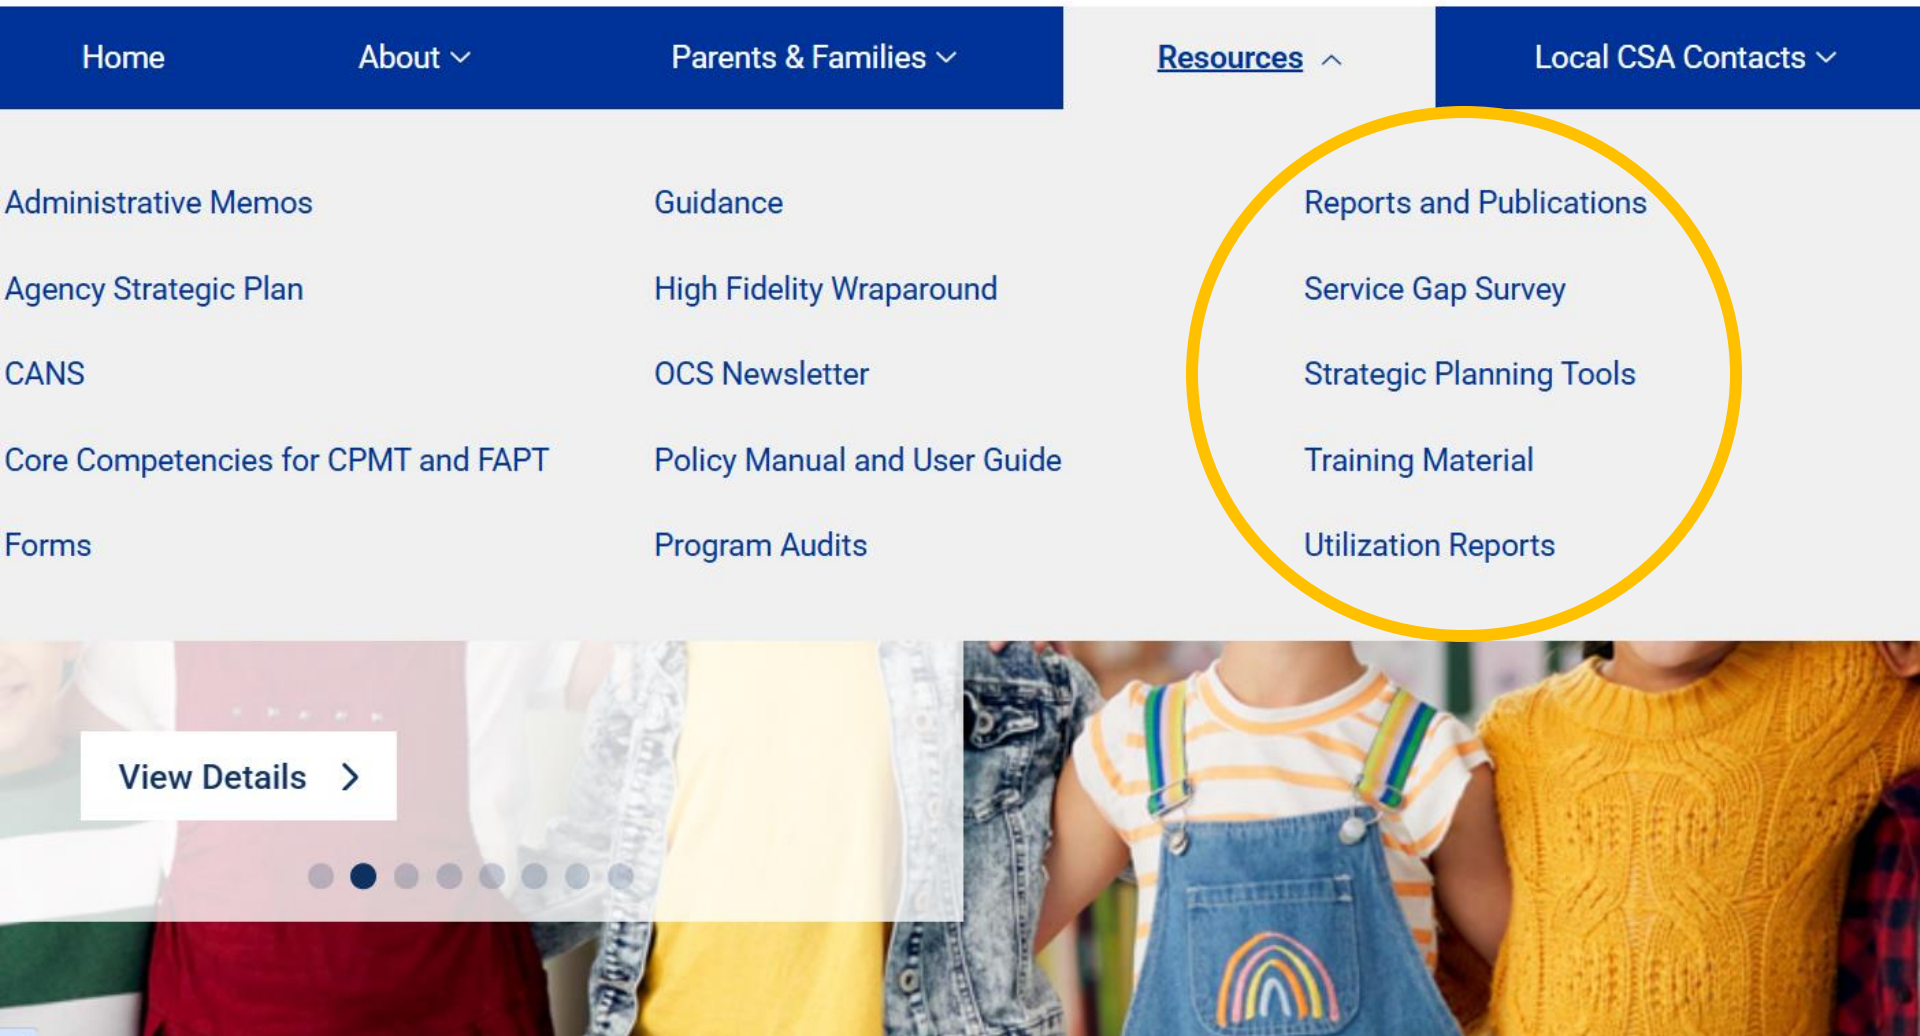 Home
About
Parents & Families
Resources
Local CSA Contacts
Administrative Memos
Agency Strategic Plan
CANS
Core Competencies for CPMT and FAPT
Forms
Guidance
High Fidelity Wraparound
OCS Newsletter
Policy Manual and User Guide
Program Audits
Reports and Publications
Service Gap Survey
Strategic Planning Tools
Training Material
Utilization Reports
View Details